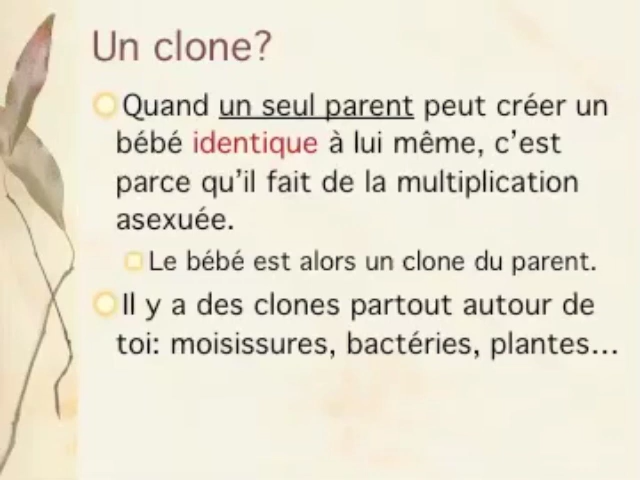 Un clone?
Quand un seul parent peut créer un
bébé identique à lui même, c'est
parce qu'il fait de la multiplication
asexuée.
Le bébé est alors un clone du parent.
Il y a des clones partout autour de
toi: moisissures, bactéries, plantes...